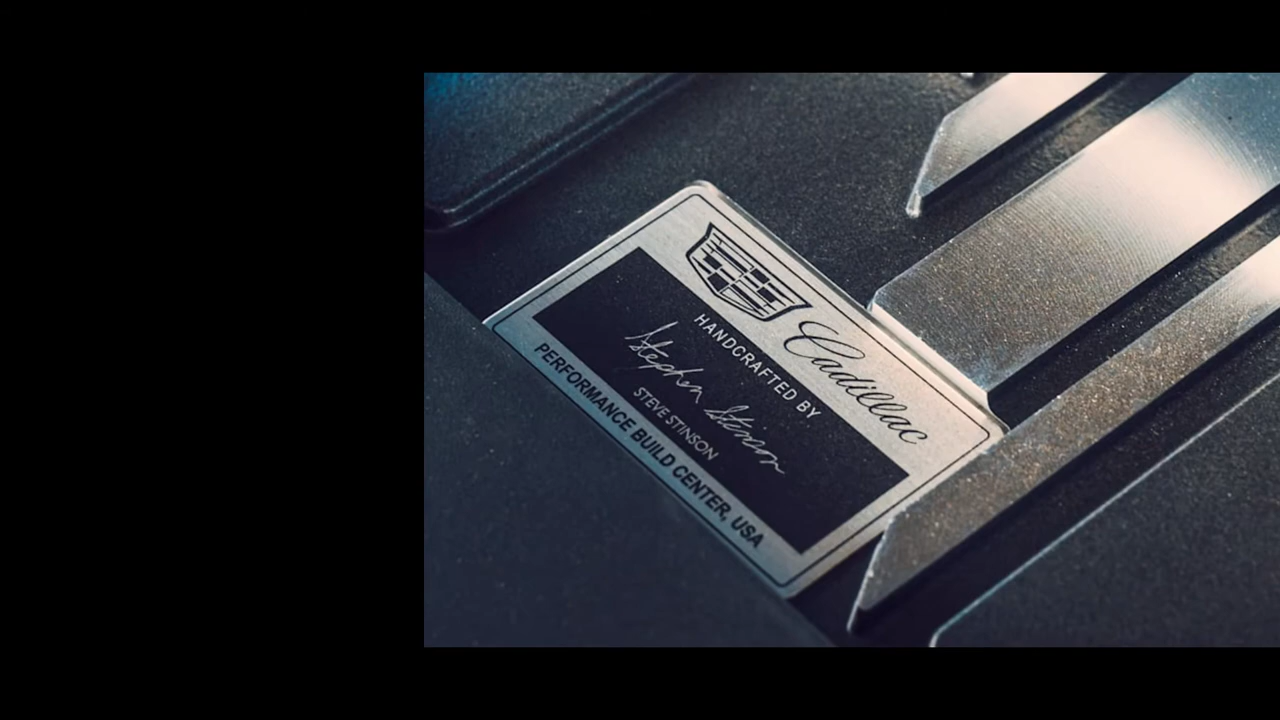 Cadillac
HANDCRAFTED BY
Stephen Stinson
STEVE STINSON
PERFORMANCE BUILD CENTER, USA